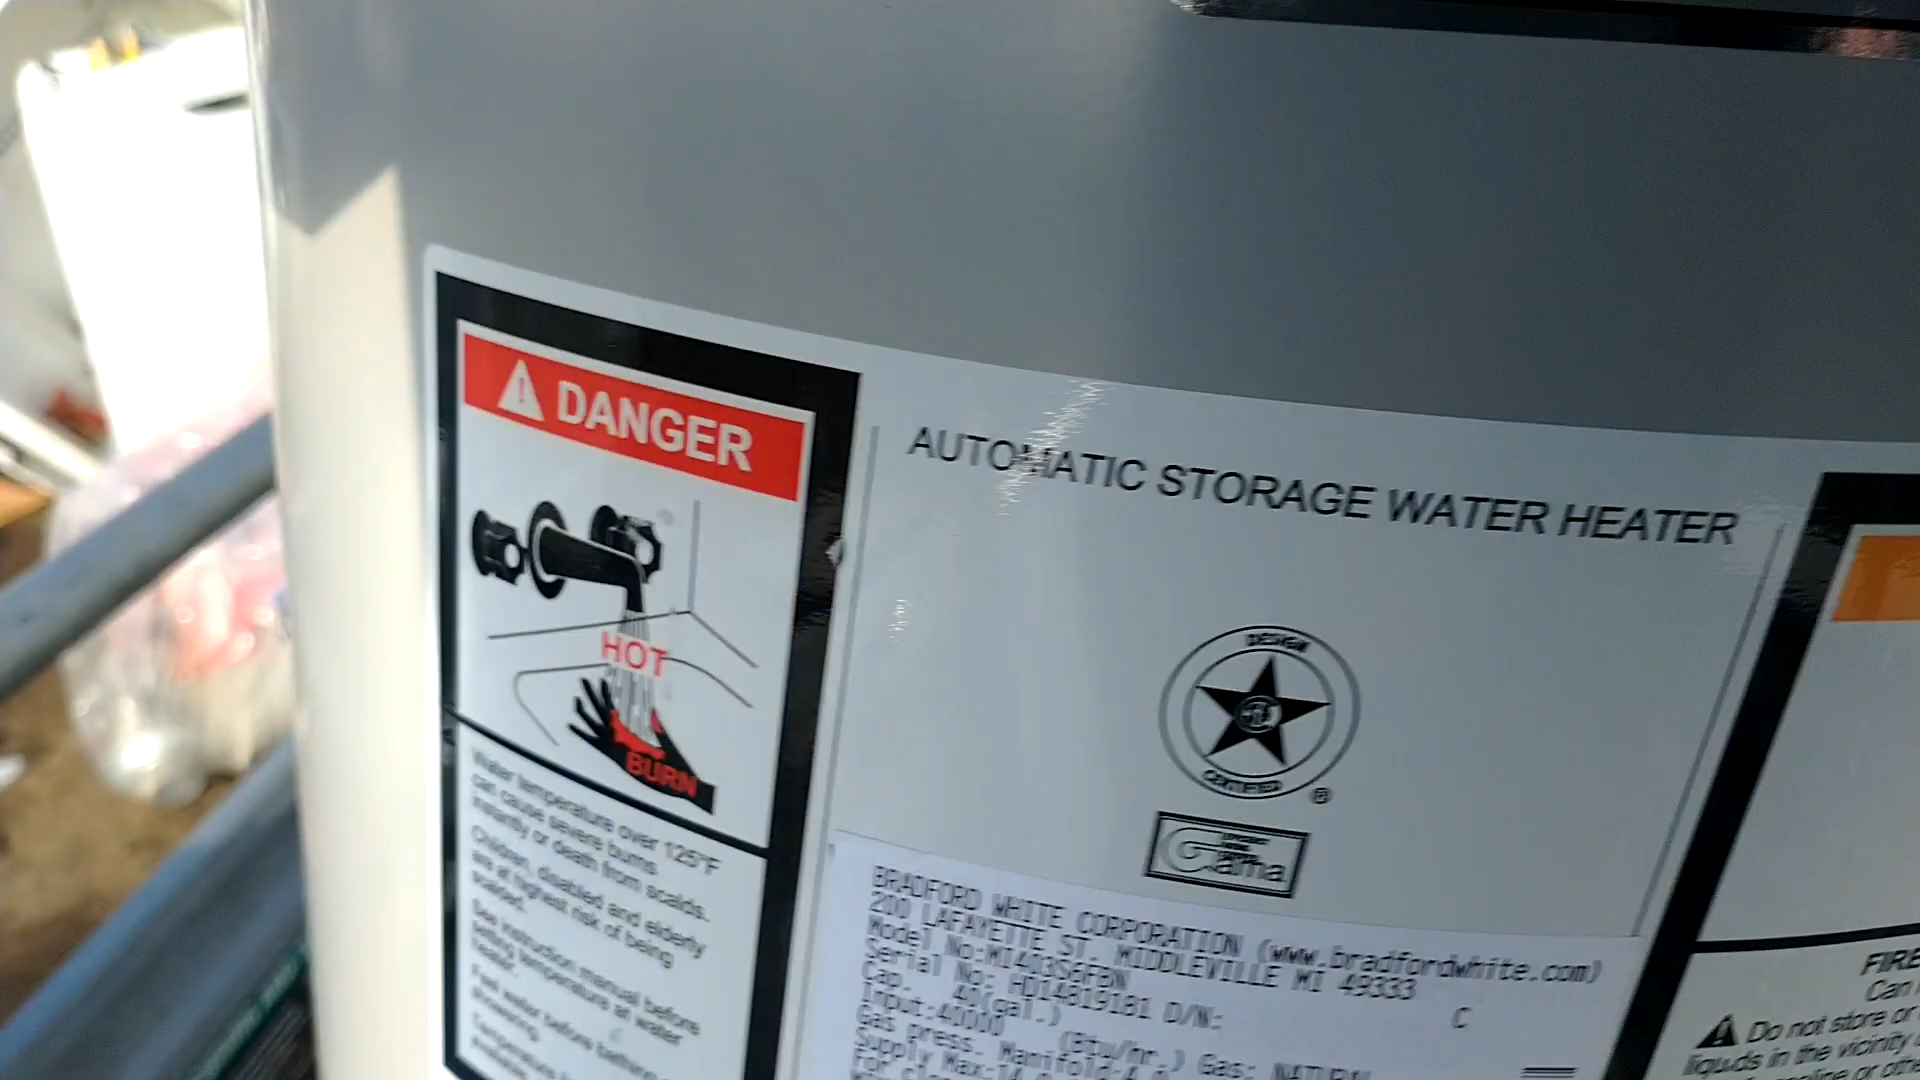 DANGER
HOT
BURN
Water temperature over 125°F
can cause severe burns
instantly or death from scalds.
Children, disabled and elderly
are at highest risk of being
scalded.
See instruction manual before
setting temperature at water
heater.
Feel water before bathing
showering.
AUTOMATIC STORAGE WATER HEATER
DESIGN
CERTIFIED
®
Gama
BRADFORD WHITE CORPORATION (www.bradfordwhite.com)
200 LAFAYETTE ST. MIDDLEVILLE MI 49333
Model No:MI403S6FBN C
Serial No: HD14819181 D/N:
Cap. 40(gal.)
Input:40000 (Btu/hr.) Gas: NATURAL
Gas press. Manifold
Supply Max
FIRE
Can
Do not store or
liquids in the vicinity